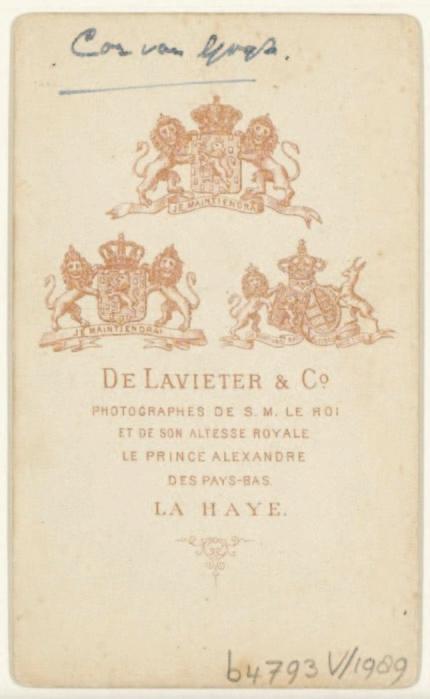 Cor van Gogh.
JE MAINTIENDRAI
JE MAINTIENDRAI
DE LAVIETER & Cº
PHOTOGRAPHES DE S. M. LE ROI
ET DE SON ALTESSE ROYALE
LE PRINCE ALEXANDRE
DES PAYS-BAS.
LA HAYE.
b4793 V/1989